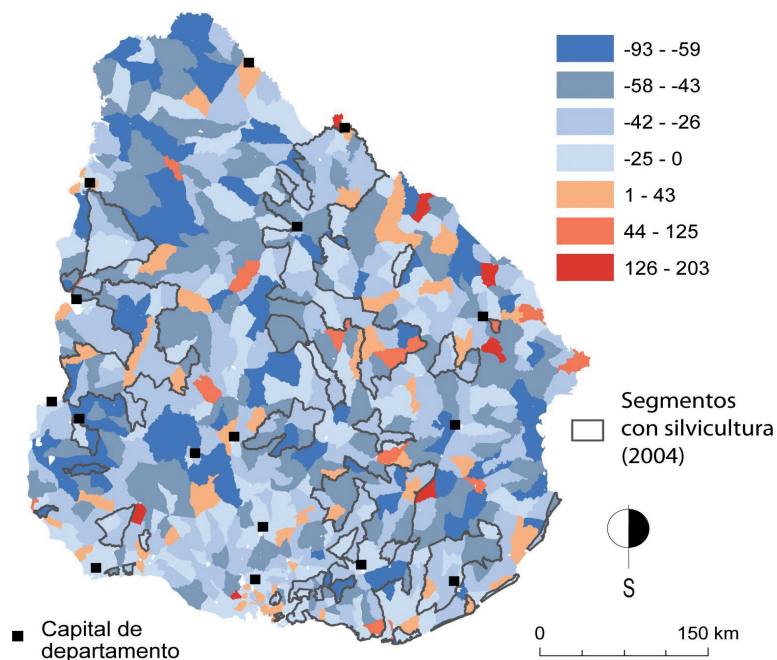 -93 - -59
-58 - -43
-42 - -26
-25 - 0
1 - 43
44 - 125
126 - 203
Segmentos
con silvicultura
(2004)
S
Capital de
departamento
0
150 km